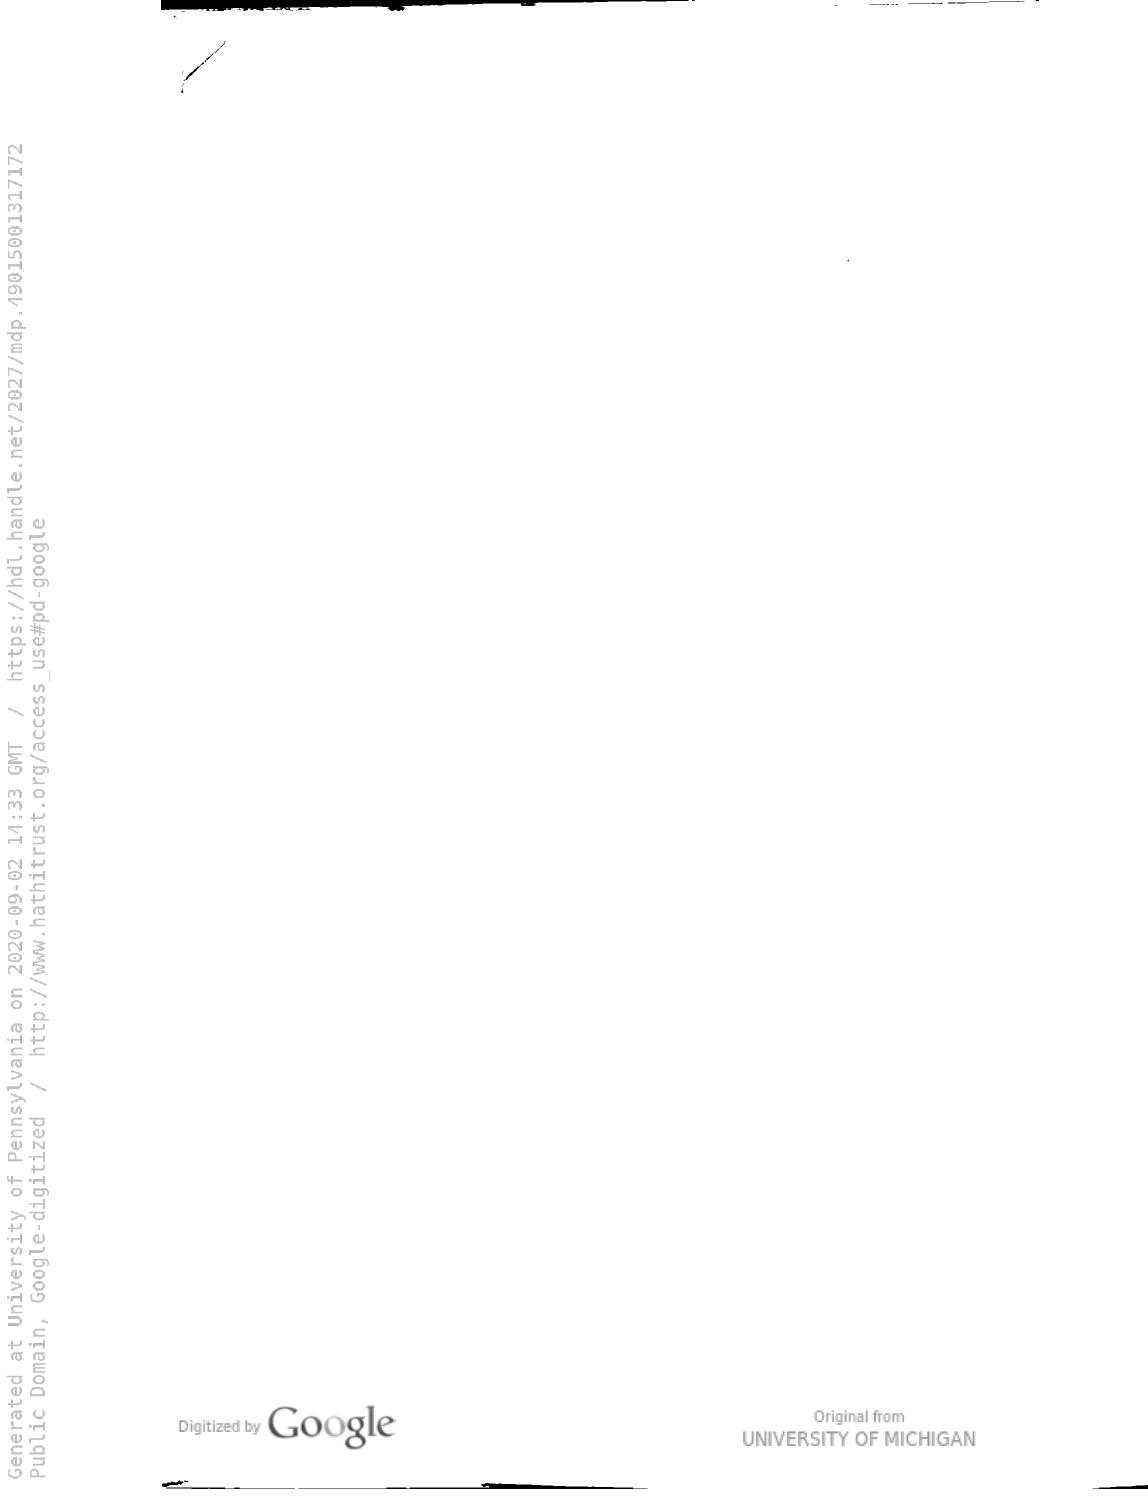 Generated at University of Pennsylvania on 2020-09-02 14:33 GMT / https://hdl.handle.net/2027/mdp.49015001317172
Public Domain, Google-digitized / http://www.hathitrust.org/access_use#pd-google
Digitized by Google
Original from
UNIVERSITY OF MICHIGAN